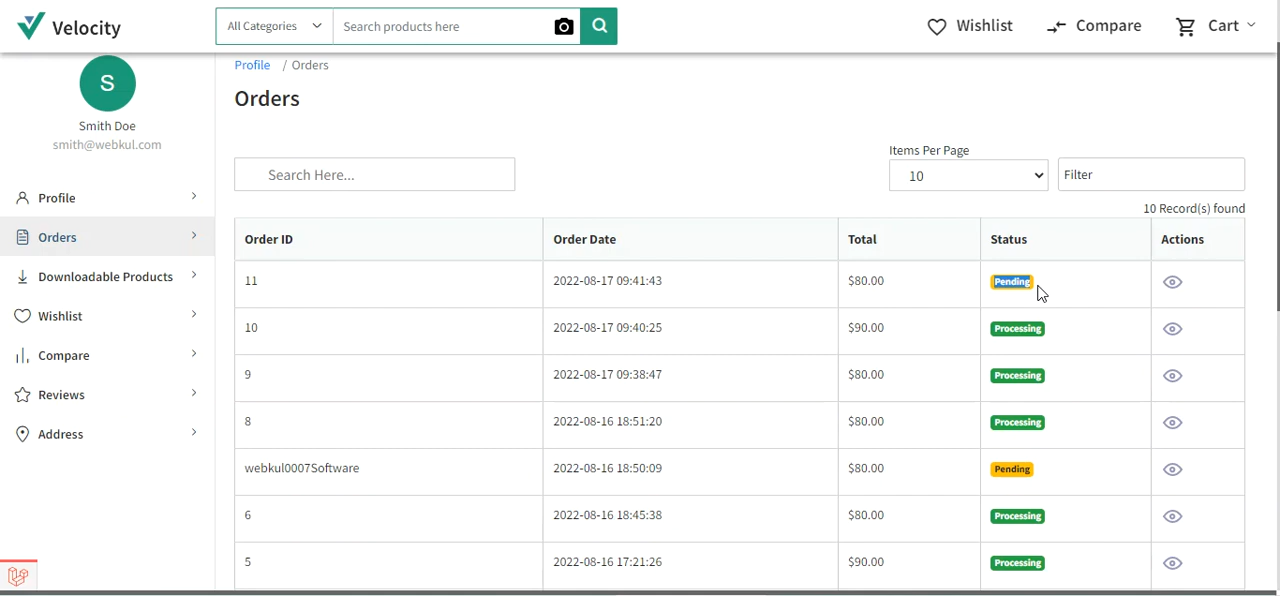 Velocity
All Categories
Search products here
Wishlist
Compare
Cart
S
Smith Doe
smith@webkul.com
Profile
Orders
Downloadable Products
Wishlist
Compare
Reviews
Address
Profile / Orders
Orders
Search Here...
Items Per Page
10
Filter
10 Record(s) found
Order ID Order Date Total Status Actions
11 2022-08-17 09:41:43 $80.00 Pending
10 2022-08-17 09:40:25 $90.00 Processing
9 2022-08-17 09:38:47 $80.00 Processing
8 2022-08-16 18:51:20 $80.00 Processing
webkul0007Software 2022-08-16 18:50:09 $80.00 Pending
6 2022-08-16 18:45:38 $80.00 Processing
5 2022-08-16 17:21:26 $90.00 Processing